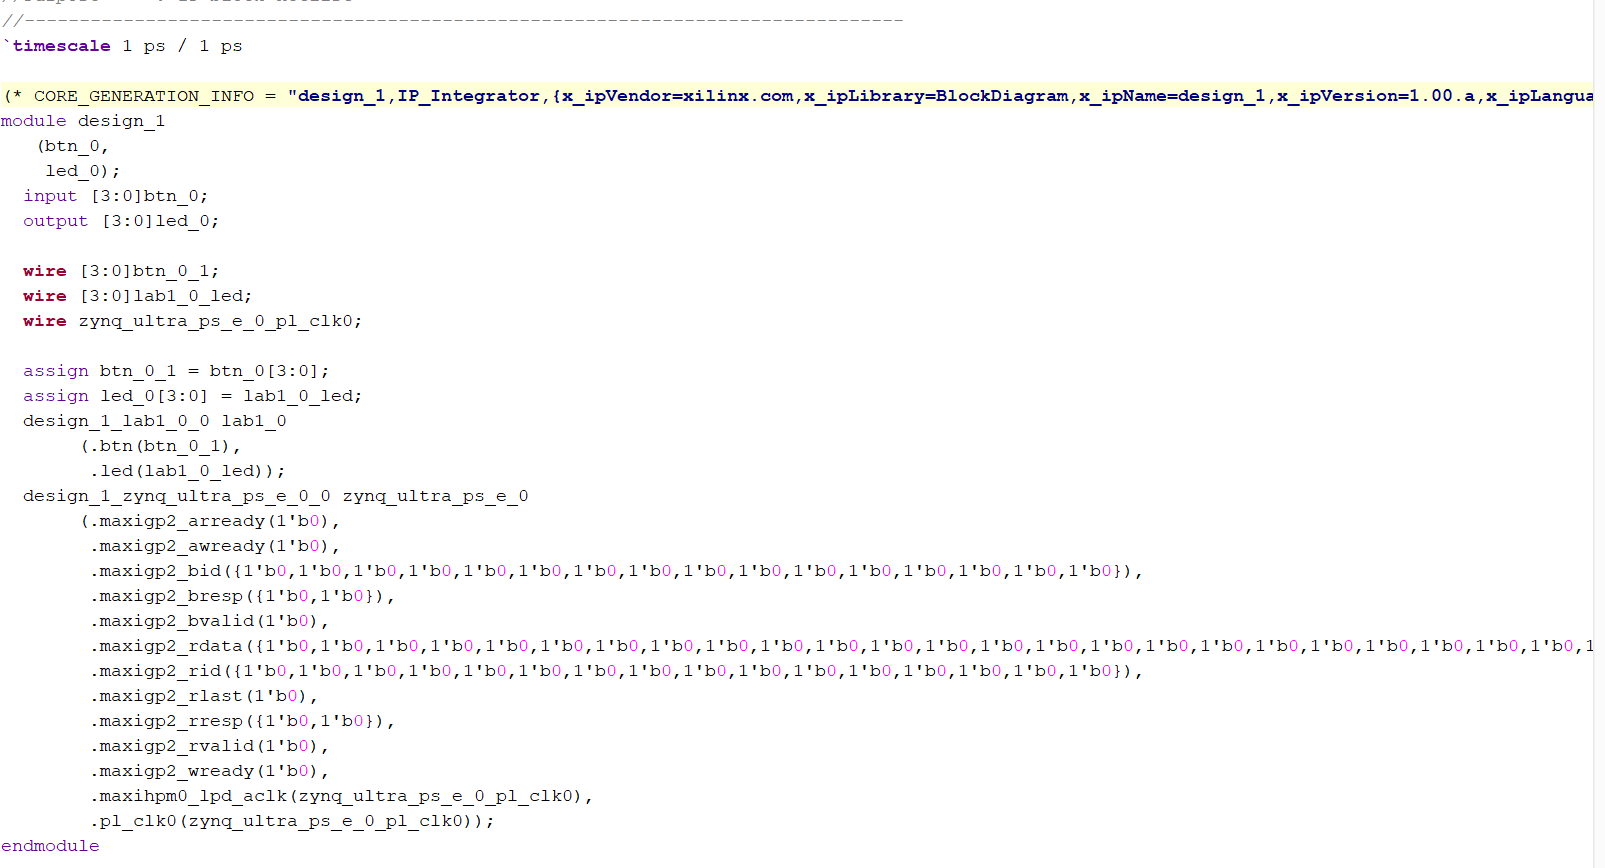 //--------------------------------------------------------------------------------
`timescale 1 ps / 1 ps
(* CORE_GENERATION_INFO = "design_1,IP_Integrator,{x_ipVendor=xilinx.com,x_ipLibrary=BlockDiagram,x_ipName=design_1,x_ipVersion=1.00.a,x_ipLangua
module design_1
(btn_0,
led_0);
input [3:0]btn_0;
output [3:0]led_0;
wire [3:0]btn_0_1;
wire [3:0]lab1_0_led;
wire zynq_ultra_ps_e_0_pl_clk0;
assign btn_0_1 = btn_0[3:0];
assign led_0[3:0] = lab1_0_led;
design_1_lab1_0_0 lab1_0
(.btn(btn_0_1),
.led(lab1_0_led));
design_1_zynq_ultra_ps_e_0_0 zynq_ultra_ps_e_0
(.maxigp2_arready(1'b0),
.maxigp2_awready(1'b0),
.maxigp2_bid({1'b0,1'b0,1'b0,1'b0,1'b0,1'b0,1'b0,1'b0,1'b0,1'b0,1'b0,1'b0,1'b0,1'b0,1'b0,1'b0}),
.maxigp2_bresp({1'b0,1'b0}),
.maxigp2_bvalid(1'b0),
.maxigp2_rdata({1'b0,1'b0,1'b0,1'b0,1'b0,1'b0,1'b0,1'b0,1'b0,1'b0,1'b0,1'b0,1'b0,1'b0,1'b0,1'b0,1'b0,1'b0,1'b0,1'b0,1'b0,1'b0,1'b0,1'b0,1
.maxigp2_rid({1'b0,1'b0,1'b0,1'b0,1'b0,1'b0,1'b0,1'b0,1'b0,1'b0,1'b0,1'b0,1'b0,1'b0,1'b0,1'b0}),
.maxigp2_rlast(1'b0),
.maxigp2_rresp({1'b0,1'b0}),
.maxigp2_rvalid(1'b0),
.maxigp2_wready(1'b0),
.maxihpm0_lpd_aclk(zynq_ultra_ps_e_0_pl_clk0),
.pl_clk0(zynq_ultra_ps_e_0_pl_clk0));
endmodule